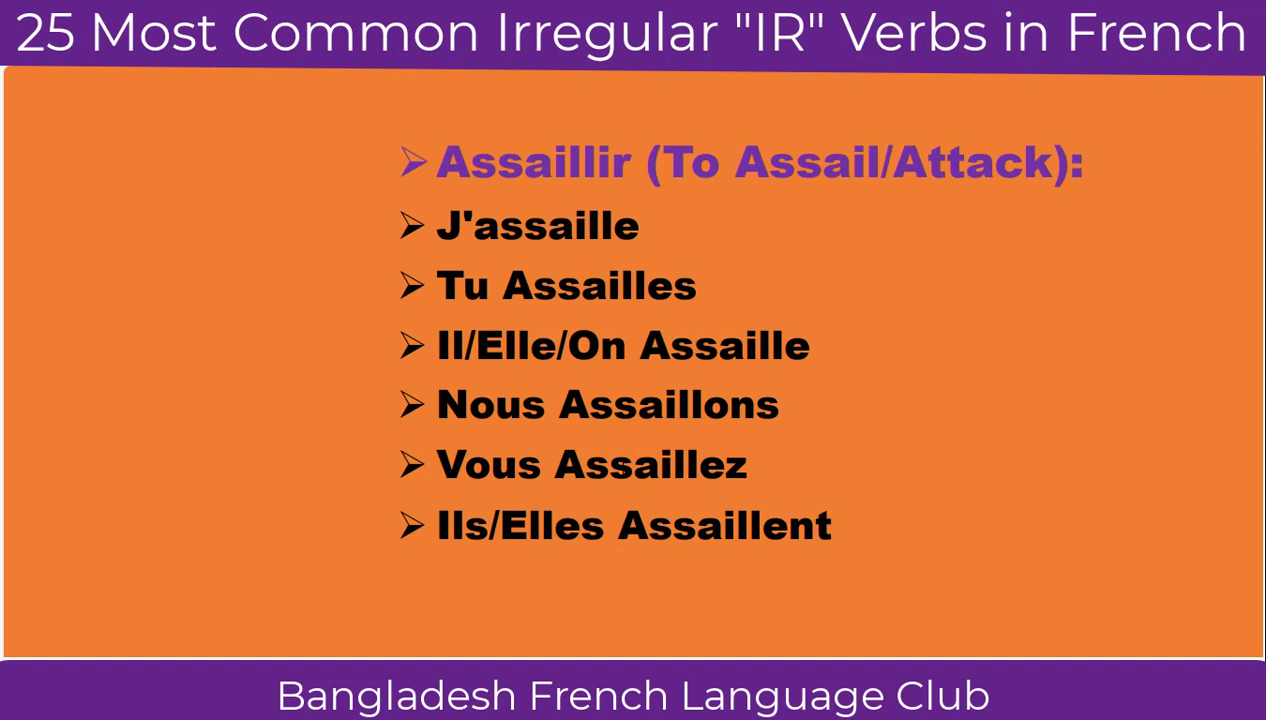 25 Most Common Irregular "IR" Verbs in French
Assaillir (To Assail/Attack):
J'assaille
Tu Assailles
Il/Elle/On Assaille
Nous Assaillons
Vous Assaillez
Ils/Elles Assaillent
Bangladesh French Language Club